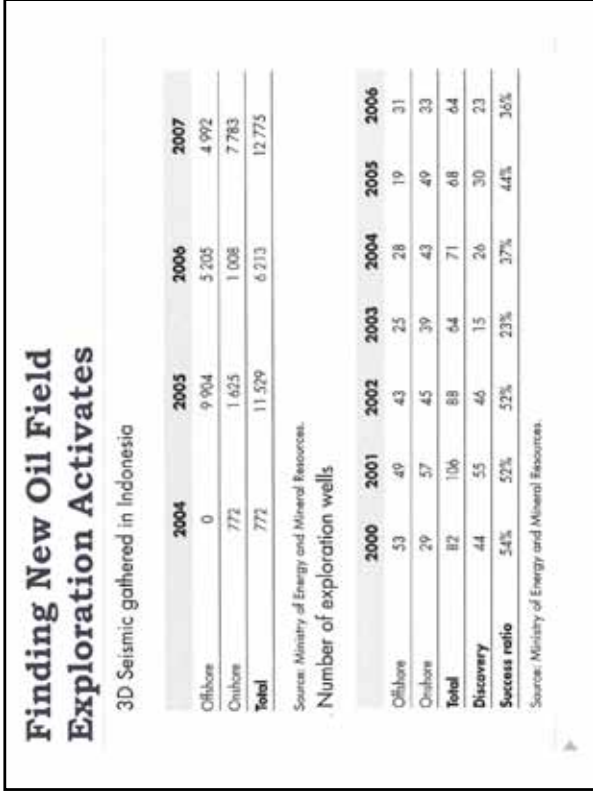 Finding New Oil Field
Exploration Activates
3D Seismic gathered in Indonesia
2004 2005 2006 2007
Offshore 0 9 904 5 205 4 992
Onshore 772 1 625 1 008 7 783
Total 772 11 529 6 213 12 775
Source: Ministry of Energy and Mineral Resources.
Number of exploration wells
2000 2001 2002 2003 2004 2005 2006
Offshore 53 49 43 25 28 19 31
Onshore 29 57 45 39 43 49 33
Total 82 106 88 64 71 68 64
Discovery 44 55 46 15 26 30 23
Success ratio 54% 52% 52% 23% 37% 44% 36%
Source: Ministry of Energy and Mineral Resources.